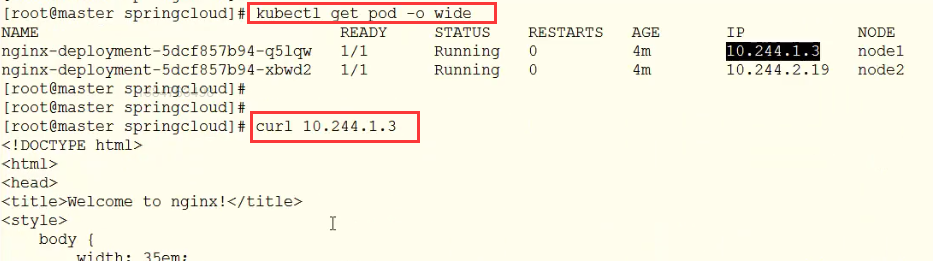 [root@master springcloud]# kubectl get pod -o wide
NAME READY STATUS RESTARTS AGE IP NODE
nginx-deployment-5dcf857b94-q5lqw 1/1 Running 0 4m 10.244.1.3 node1
nginx-deployment-5dcf857b94-xbwd2 1/1 Running 0 4m 10.244.2.19 node2
[root@master springcloud]#
[root@master springcloud]#
[root@master springcloud]# curl 10.244.1.3
<!DOCTYPE html>
<html>
<head>
<title>Welcome to nginx!</title>
<style>
body {
width: 35em;